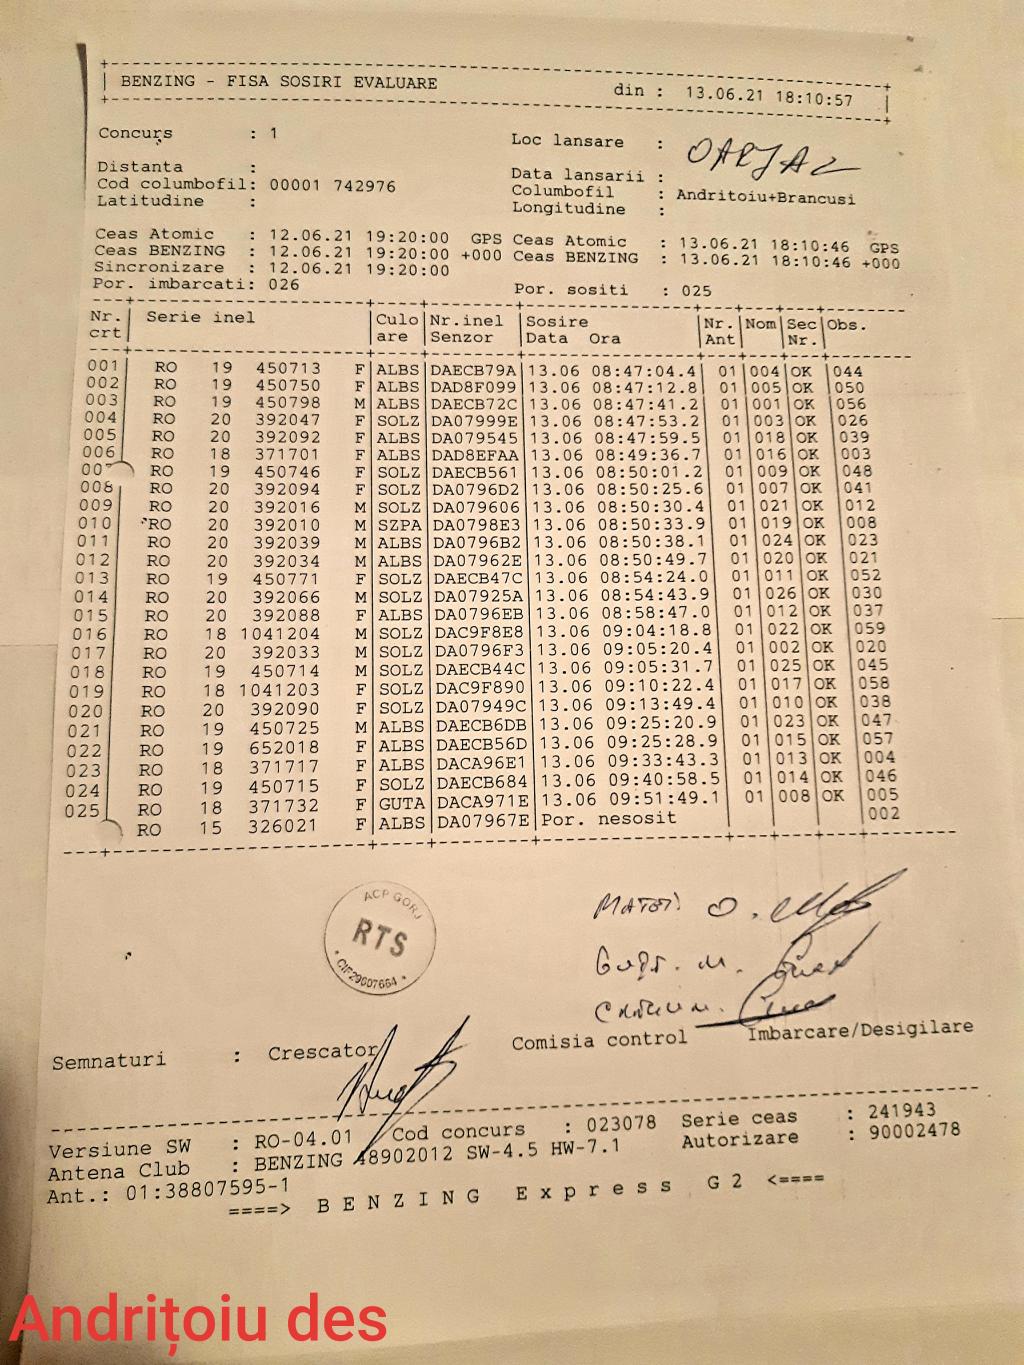 BENZING - FISA SOSIRI EVALUARE din : 13.06.21 18:10:57
Concurs : 1 Loc lansare : OARJA 2
Distanta : Data lansarii :
Cod columbofil: 00001 742976 Columbofil : Andritoiu+Brancusi
Latitudine : Longitudine :
Ceas Atomic : 12.06.21 19:20:00 GPS Ceas Atomic : 13.06.21 18:10:46 GPS
Ceas BENZING : 12.06.21 19:20:00 +000 Ceas BENZING : 13.06.21 18:10:46 +000
Sincronizare : 12.06.21 19:20:00
Por. imbarcati: 026 Por. sositi : 025
Nr. Serie inel Culo Nr.inel Sosire Nr. Nom Sec Obs.
crt are Senzor Data Ora Ant Nr.
001 RO 19 450713 F ALBS DAECB79A 13.06 08:47:04.4 01 004 OK 044
002 RO 19 450750 F ALBS DAD8F099 13.06 08:47:12.2 01 005 OK 050
003 RO 19 450798 M ALBS DAECB72C 13.06 08:47:41.2 01 001 OK 056
004 RO 20 392047 F SOLZ DA07999E 13.06 08:47:53.2 01 003 OK 026
005 RO 20 392092 F ALBS DA079545 13.06 08:47:59.5 01 018 OK 039
006 RO 18 371701 F ALBS DAD8EFAA 13.06 08:49:36.7 01 016 OK 003
007 RO 19 450746 F SOLZ DAECB561 13.06 08:50:01.2 01 009 OK 048
008 RO 20 392094 F SOLZ DA0796D2 13.06 08:50:25.6 01 007 OK 041
009 RO 20 392016 M SOLZ DA079606 13.06 08:50:30.4 01 021 OK 012
010 RO 20 392010 M SZPA DA0798E3 13.06 08:50:33.9 01 019 OK 008
011 RO 20 392039 M ALBS DA0796B2 13.06 08:50:38.1 01 024 OK 023
012 RO 20 392034 M ALBS DA07962E 13.06 08:50:49.7 01 020 OK 021
013 RO 19 450771 F SOLZ DAECB47C 13.06 08:54:24.0 01 011 OK 052
014 RO 20 392066 M SOLZ DA07925A 13.06 08:54:43.9 01 026 OK 030
015 RO 20 392088 F ALBS DA0796EB 13.06 08:58:47.0 01 012 OK 037
016 RO 18 1041204 M SOLZ DAC9F8E8 13.06 09:04:18.8 01 022 OK 059
017 RO 20 392033 M SOLZ DA0796F3 13.06 09:05:20.4 01 002 OK 020
018 RO 19 450714 M SOLZ DAECB44C 13.06 09:05:31.7 01 025 OK 045
019 RO 18 1041203 F SOLZ DAC9F890 13.06 09:10:22.4 01 017 OK 058
020 RO 20 392090 F SOLZ DA07949C 13.06 09:13:49.4 01 010 OK 038
021 RO 19 450725 M ALBS DAECB6DB 13.06 09:25:20.9 01 023 OK 047
022 RO 19 652018 F ALBS DAECB56D 13.06 09:25:28.9 01 015 OK 057
023 RO 18 371717 F ALBS DACA96E1 13.06 09:33:43.3 01 013 OK 004
024 RO 19 450715 F SOLZ DAECB684 13.06 09:40:58.5 01 014 OK 046
025 RO 18 371732 F GUTA DACA971E 13.06 09:51:49.1 01 008 OK 005
RO 15 326021 F ALBS DA07967E Por. nesosit 002
ACP GORJ
RTS
CIF29607664
MATEI O.
Semnaturi : Crescator Comisia control Imbarcare/Desigilare
Versiune SW : RO-04.01 Cod concurs : 023078 Serie ceas : 241943
Antena Club : BENZING 48902012 SW-4.5 HW-7.1 Autorizare : 90002478
Ant.: 01:38807595-1
====> BENZING Express G2 <====
Andrițoiu des